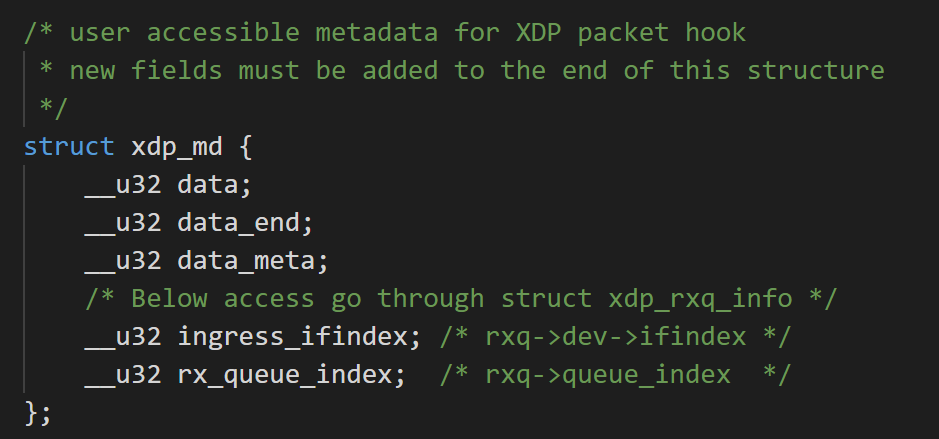 /* user accessible metadata for XDP packet hook
 * new fields must be added to the end of this structure
 */
struct xdp_md {
    __u32 data;
    __u32 data_end;
    __u32 data_meta;
    /* Below access go through struct xdp_rxq_info */
    __u32 ingress_ifindex; /* rxq->dev->ifindex */
    __u32 rx_queue_index;  /* rxq->queue_index  */
};